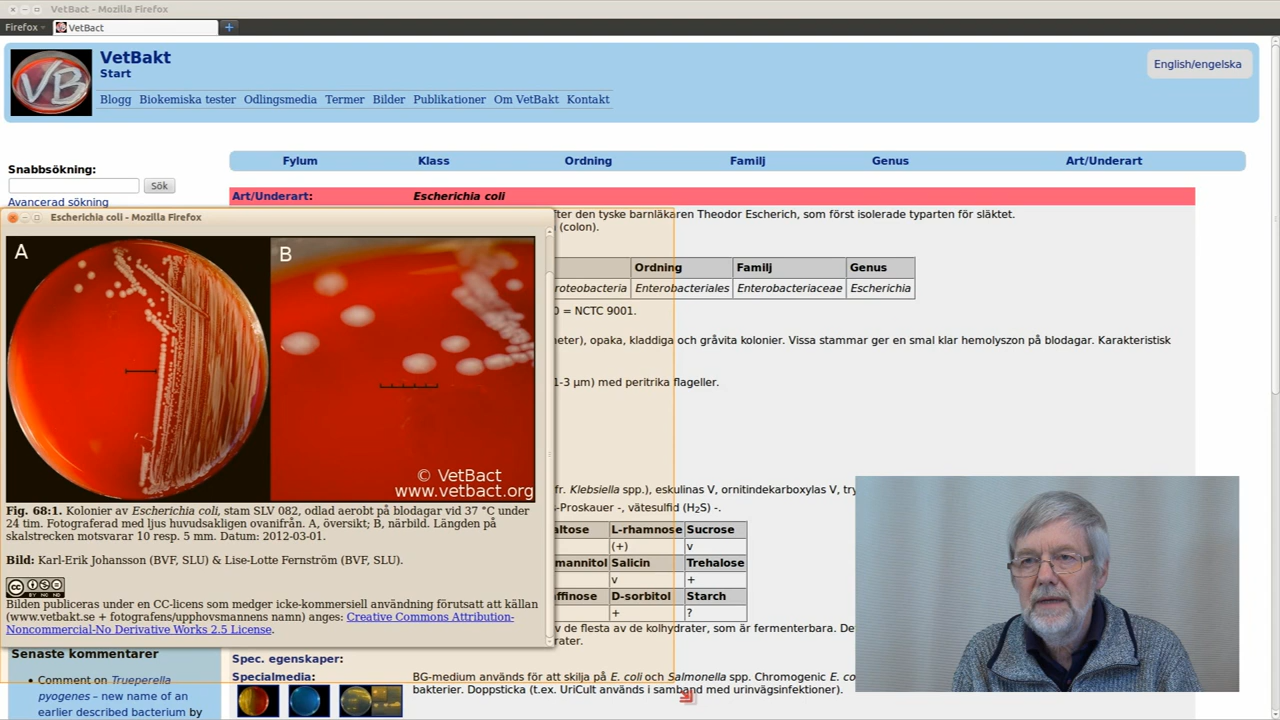 VetBact - Mozilla Firefox
Firefox
VetBact
VetBakt
Start
English/engelska
VB
Blogg Biokemiska tester Odlingsmedia Termer Bilder Publikationer Om VetBakt Kontakt
Snabbsökning:
Sök
Avancerad sökning
Fylum Klass Ordning Familj Genus Art/Underart
Art/Underart: Escherichia coli
Escherichia coli - Mozilla Firefox
fter den tyske barnläkaren Theodor Escherich, som först isolerade typarten för släktet.
(colon).
A
B
Ordning Familj Genus
roteobacteria Enterobacteriales Enterobacteriaceae Escherichia
0 = NCTC 9001.
eter), opaka, kladdiga och gråvita kolonier. Vissa stammar ger en smal klar hemolyszon på blodagar. Karakteristisk
1-3 µm) med peritrika flageller.
© VetBact
www.vetbact.org
fr. Klebsiella spp.), eskulinas V, ornitindekarboxylas V, try
s-Proskauer -, vätesulfid (H₂S) -.
altose L-rhamnose Sucrose
(+) v
mannitol Salicin Trehalose
v +
affinose D-sorbitol Starch
+ ?
v de flesta av de kolhydrater, som är fermenterbara. De
rater.
Fig. 68:1. Kolonier av Escherichia coli, stam SLV 082, odlad aerobt på blodagar vid 37 °C under
24 tim. Fotograferad med ljus huvudsakligen ovanifrån. A, översikt; B, närbild. Längden på
skalstrecken motsvarar 10 resp. 5 mm. Datum: 2012-03-01.
Bild: Karl-Erik Johansson (BVF, SLU) & Lise-Lotte Fernström (BVF, SLU).
cc
BY NC ND
Bilden publiceras under en CC-licens som medger icke-kommersiell användning förutsatt att källan
(www.vetbakt.se + fotografens/upphovsmannens namn) anges: Creative Commons Attribution-
Noncommercial-No Derivative Works 2.5 License.
Senaste kommentarer
Comment on Trueperella
pyogenes – new name of an
earlier described bacterium by
Spec. egenskaper:
Specialmedia: BG-medium används för att skilja på E. coli och Salmonella spp. Chromogenic E. co
bakterier. Doppsticka (t.ex. UriCult används i samband med urinvägsinfektioner).